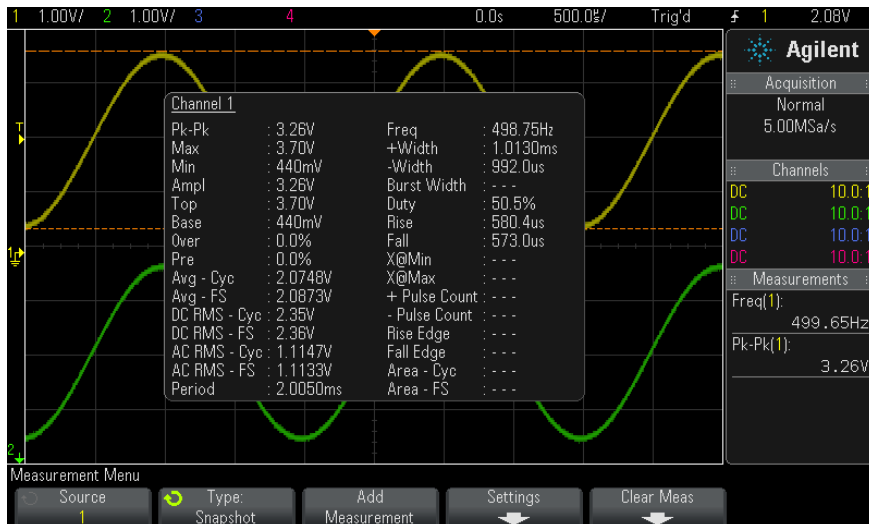 1 1.00V/ 2 1.00V/ 3 4 0.0s 500.0㎲/ Trig'd 1 2.08V
Agilent
Acquisition
Normal
5.00MSa/s
Channels
DC 10.0:1
DC 10.0:1
DC 10.0:1
DC 10.0:1
Measurements
Freq(1):
499.65Hz
Pk-Pk(1):
3.26V
T
1
2
Channel 1
Pk-Pk : 3.26V Freq : 498.75Hz
Max : 3.70V +Width : 1.0130ms
Min : 440mV -Width : 992.0us
Ampl : 3.26V Burst Width : - - -
Top : 3.70V Duty : 50.5%
Base : 440mV Rise : 580.4us
Over : 0.0% Fall : 573.0us
Pre : 0.0% X@Min : - - -
Avg - Cyc : 2.0748V X@Max : - - -
Avg - FS : 2.0873V + Pulse Count : - - -
DC RMS - Cyc : 2.35V - Pulse Count : - - -
DC RMS - FS : 2.36V Rise Edge : - - -
AC RMS - Cyc : 1.1147V Fall Edge : - - -
AC RMS - FS : 1.1133V Area - Cyc : - - -
Period : 2.0050ms Area - FS : - - -
Measurement Menu
Source
1
Type:
Snapshot
Add
Measurement
Settings
Clear Meas